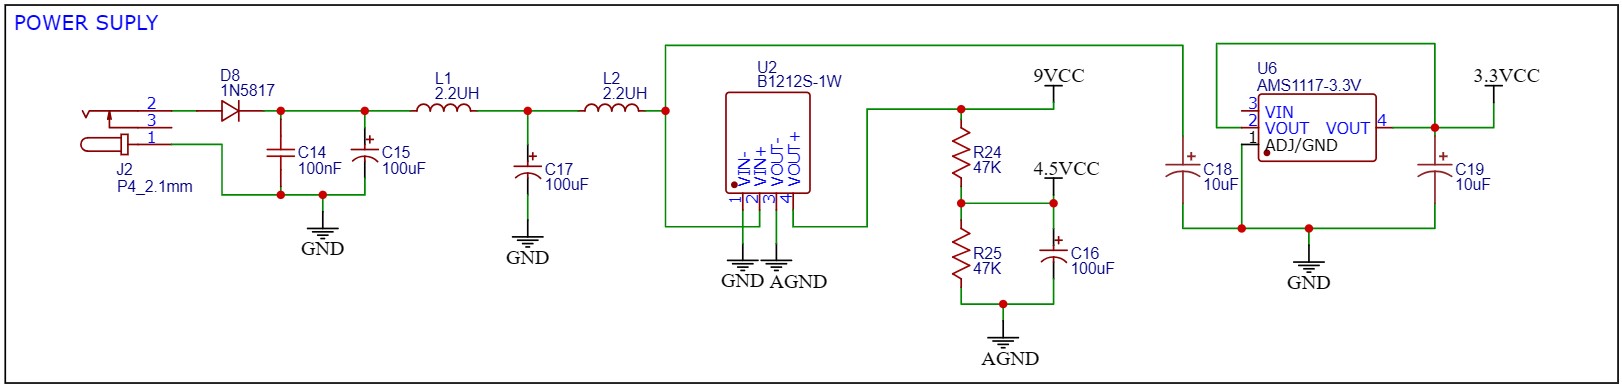 POWER SUPLY
D8
1N5817
L1
2.2UH
L2
2.2UH
U2
B1212S-1W
9VCC
U6
AMS1117-3.3V
3.3VCC
2
3
1
J2
P4_2.1mm
C14
100nF
C15
100uF
C17
100uF
VIN-
VIN+
VOUT-
VOUT+
1
2
3
4
R24
47K
4.5VCC
R25
47K
C16
100uF
C18
10uF
3
VIN
2
VOUT
VOUT
4
1
ADJ/GND
C19
10uF
GND
GND
GND
AGND
AGND
GND